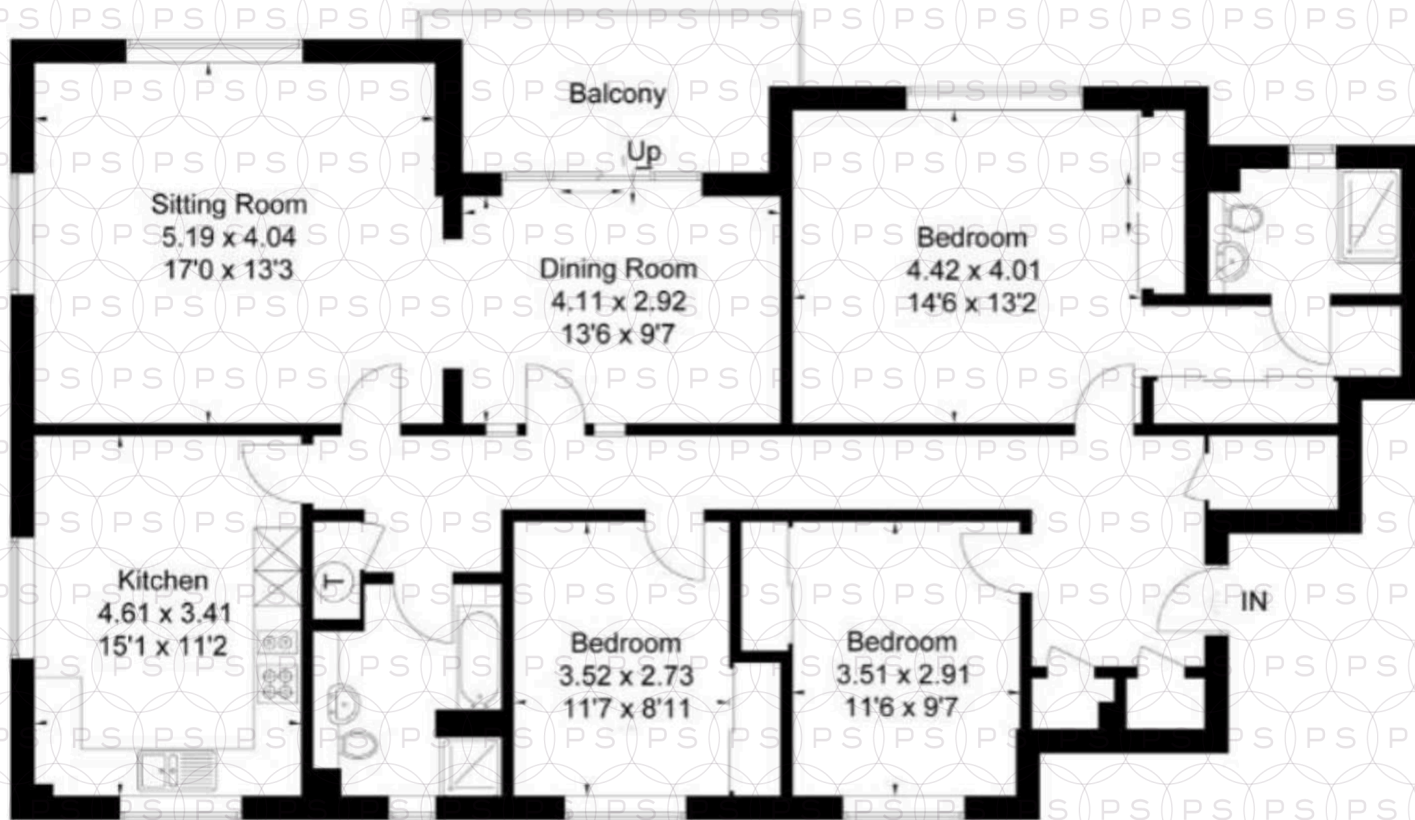 Balcony
Up
Sitting Room
5.19 x 4.04
17'0 x 13'3
Dining Room
4.11 x 2.92
13'6 x 9'7
Bedroom
4.42 x 4.01
14'6 x 13'2
Kitchen
4.61 x 3.41
15'1 x 11'2
T
Bedroom
3.52 x 2.73
11'7 x 8'11
Bedroom
3.51 x 2.91
11'6 x 9'7
IN
PS